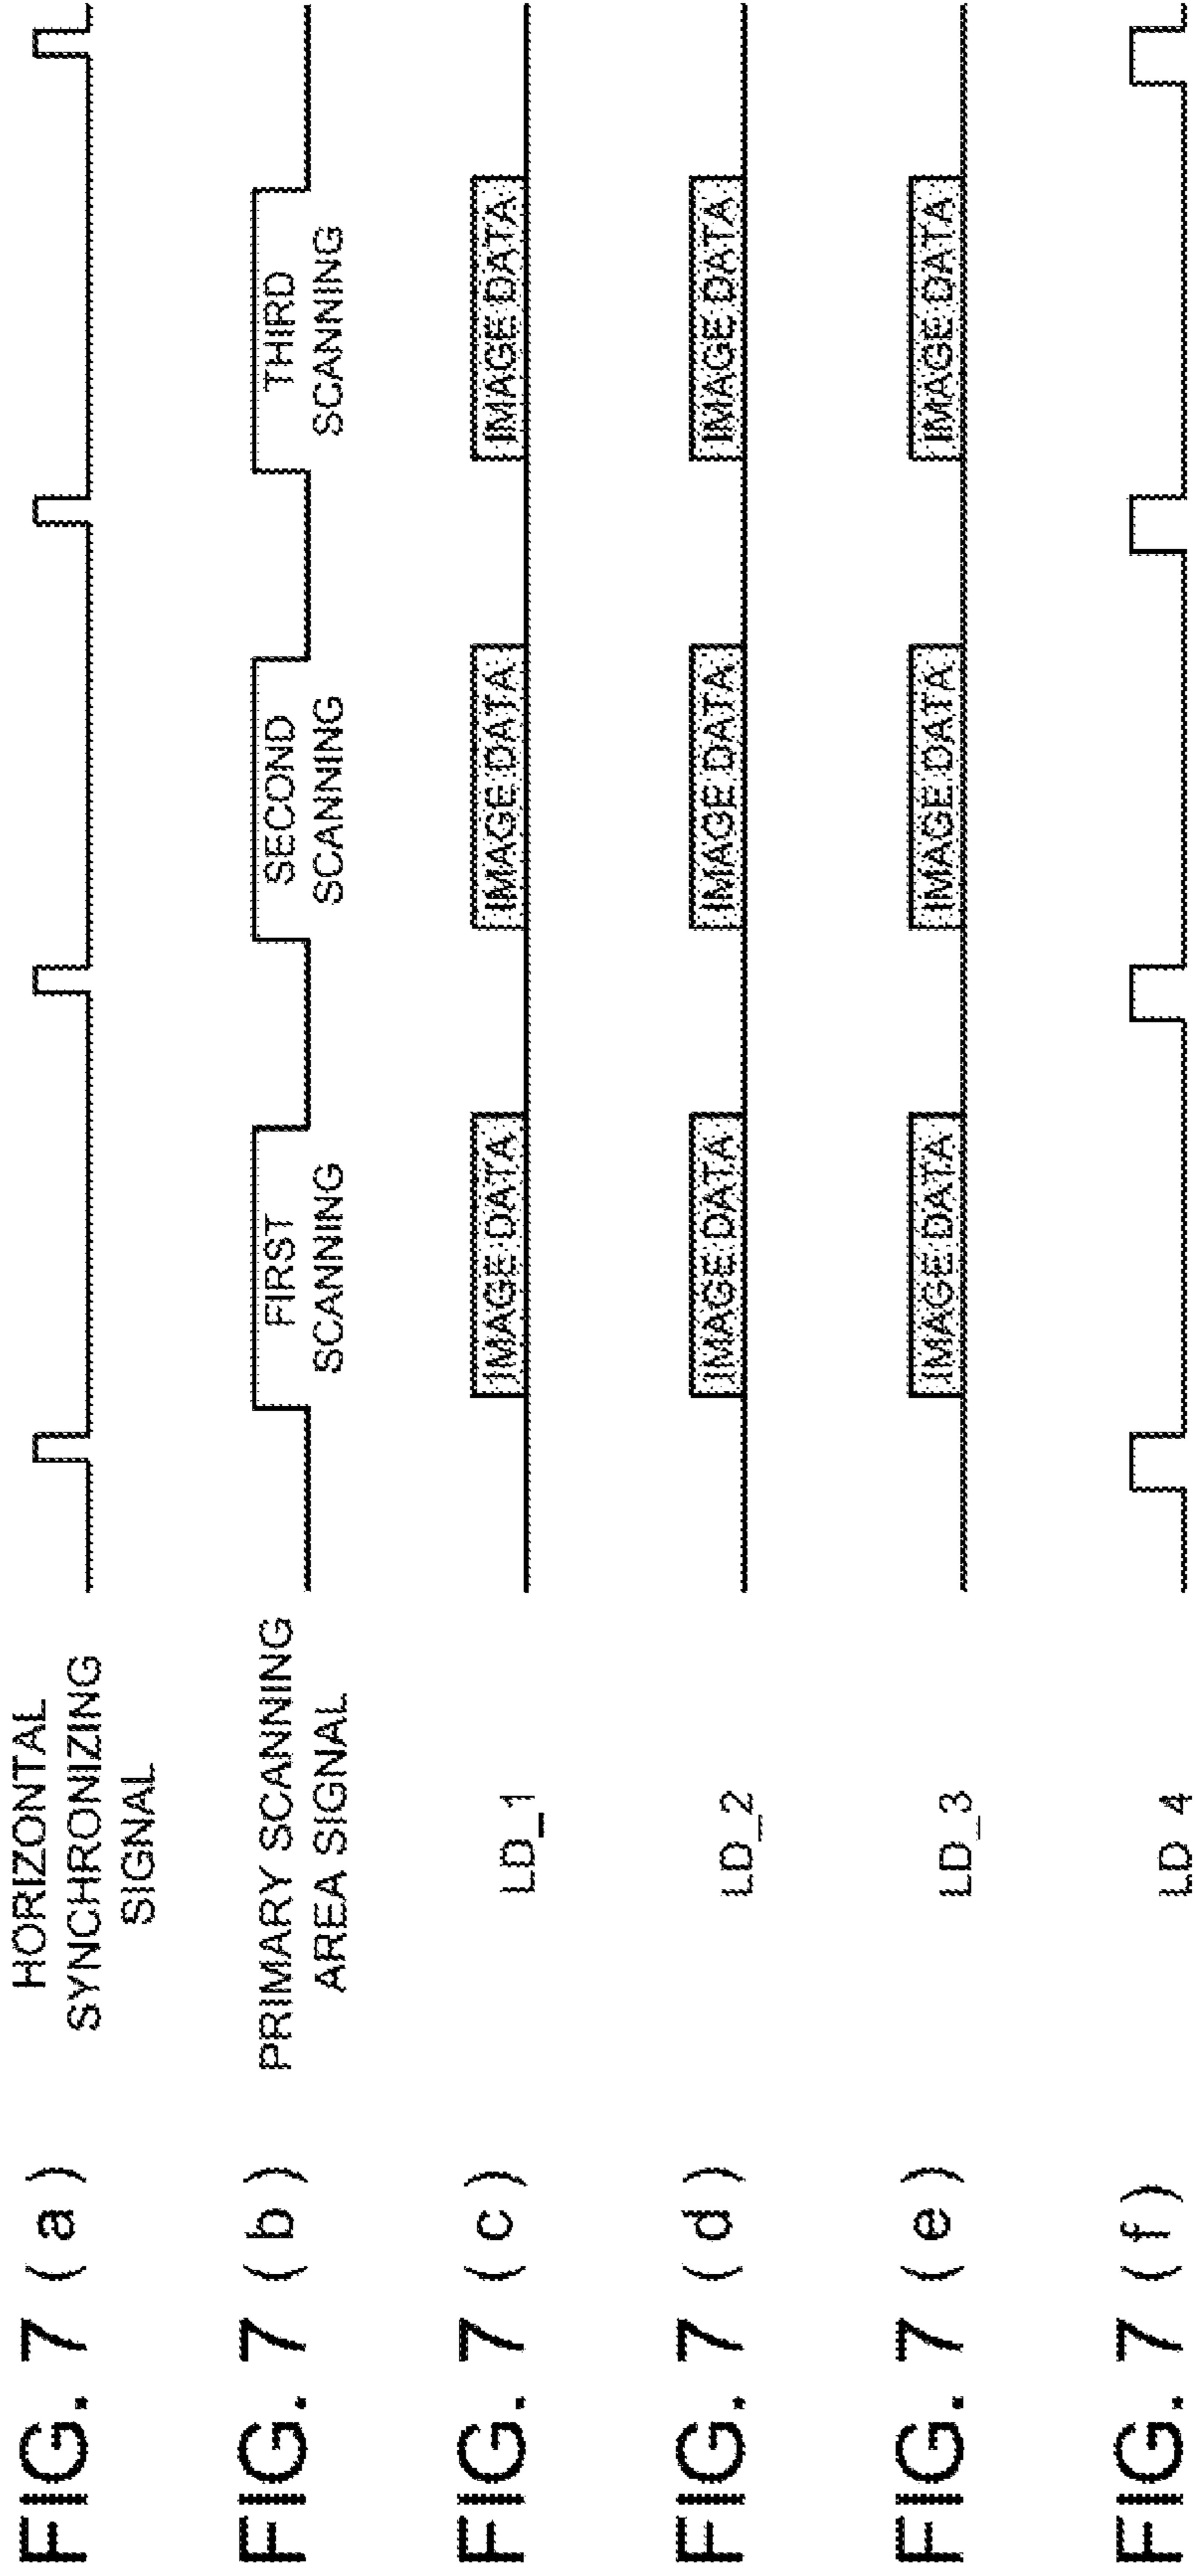 FIG. 7 (a)
HORIZONTAL
SYNCHRONIZING
SIGNAL
FIG. 7 (b)
PRIMARY SCANNING
AREA SIGNAL
FIRST
SCANNING
SECOND
SCANNING
THIRD
SCANNING
FIG. 7 (c)
LD_1
IMAGE DATA
IMAGE DATA
IMAGE DATA
FIG. 7 (d)
LD_2
IMAGE DATA
IMAGE DATA
IMAGE DATA
FIG. 7 (e)
LD_3
IMAGE DATA
IMAGE DATA
IMAGE DATA
FIG. 7 (f)
LD 4